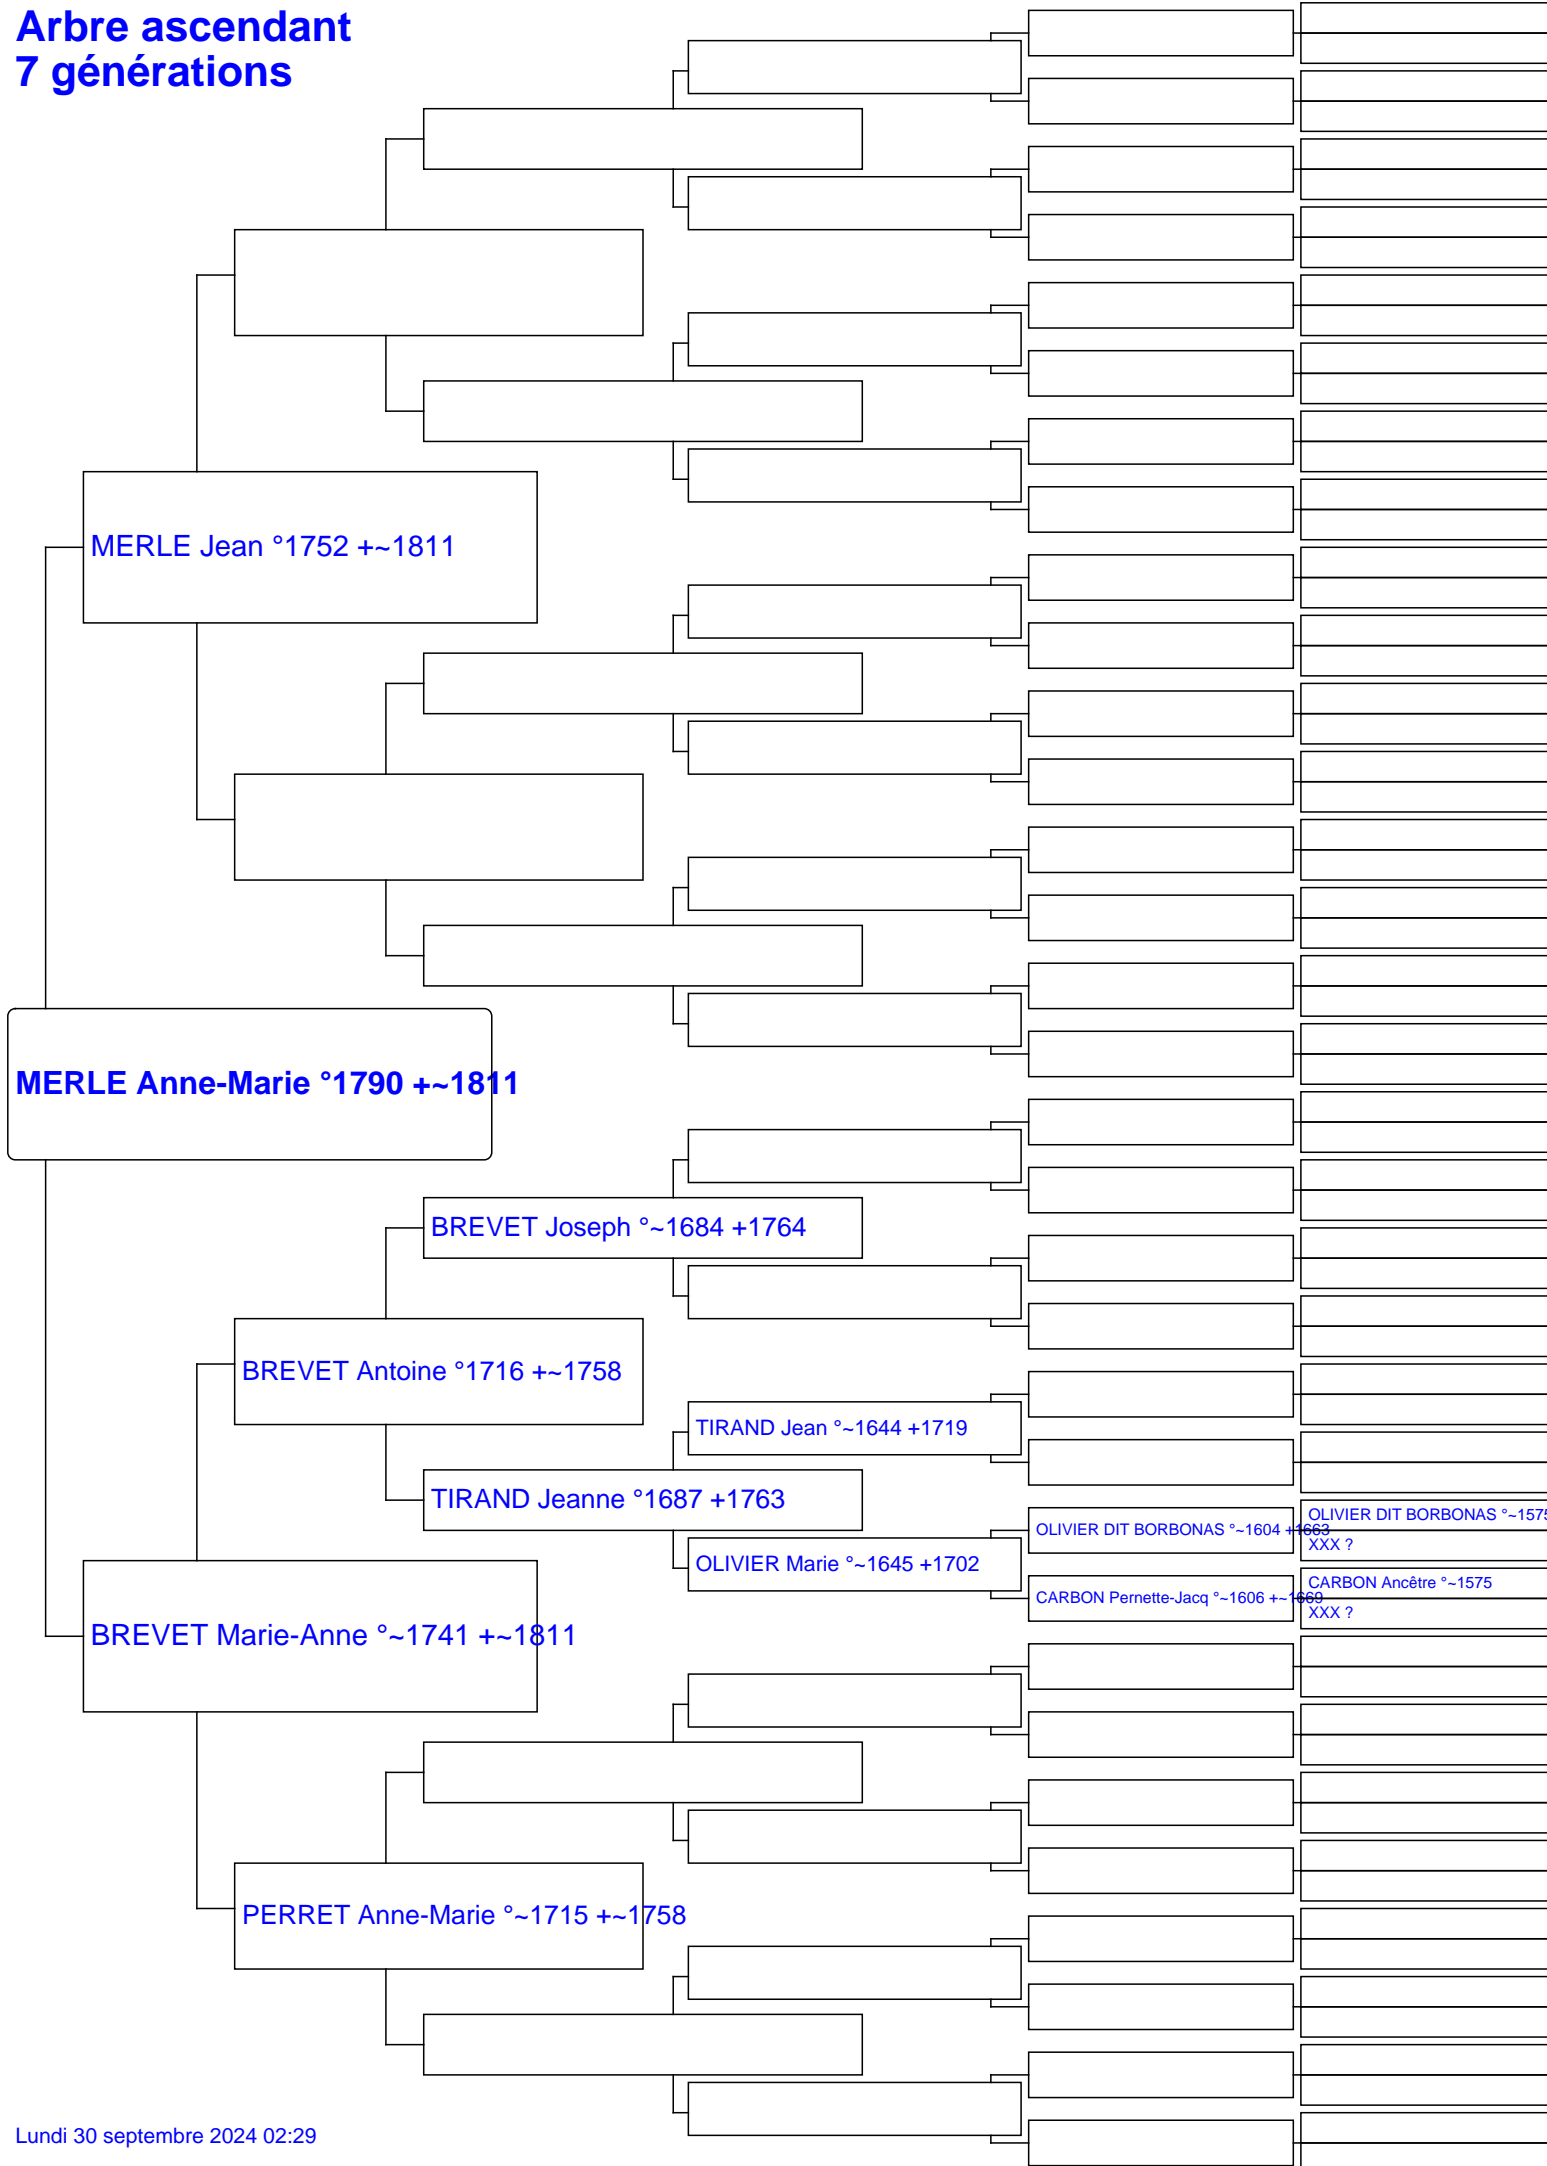 Arbre ascendant
7 générations
MERLE Jean °1752 +~1811
MERLE Anne-Marie °1790 +~1811
BREVET Joseph °~1684 +1764
BREVET Antoine °1716 +~1758
TIRAND Jean °~1644 +1719
TIRAND Jeanne °1687 +1763
OLIVIER DIT BORBONAS °~1575
OLIVIER DIT BORBONAS °~1604 +1663
XXX ?
OLIVIER Marie °~1645 +1702
CARBON Ancêtre °~1575
CARBON Pernette-Jacq °~1606 +~1669
XXX ?
BREVET Marie-Anne °~1741 +~1811
PERRET Anne-Marie °~1715 +~1758
Lundi 30 septembre 2024 02:29